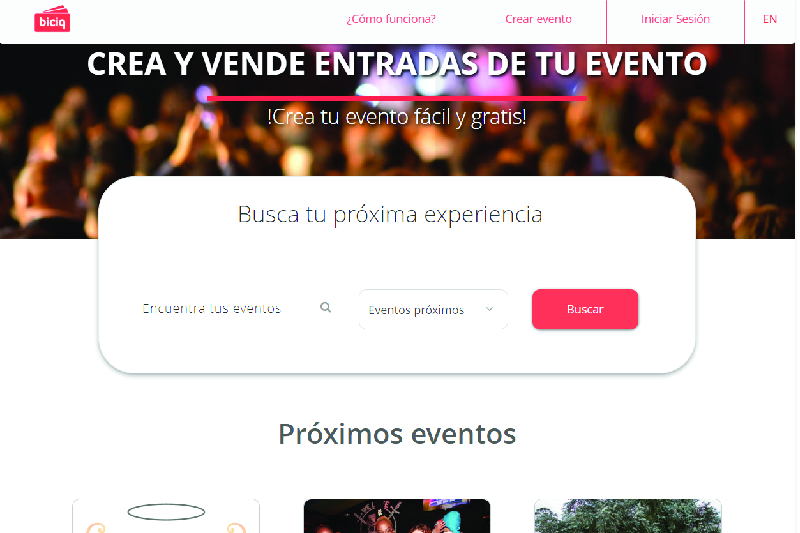 biciq
¿Cómo funciona?
Crear evento
Iniciar Sesión
EN
CREA Y VENDE ENTRADAS DE TU EVENTO
!Crea tu evento fácil y gratis!
Busca tu próxima experiencia
Encuentra tus eventos
Eventos próximos
Buscar
Próximos eventos